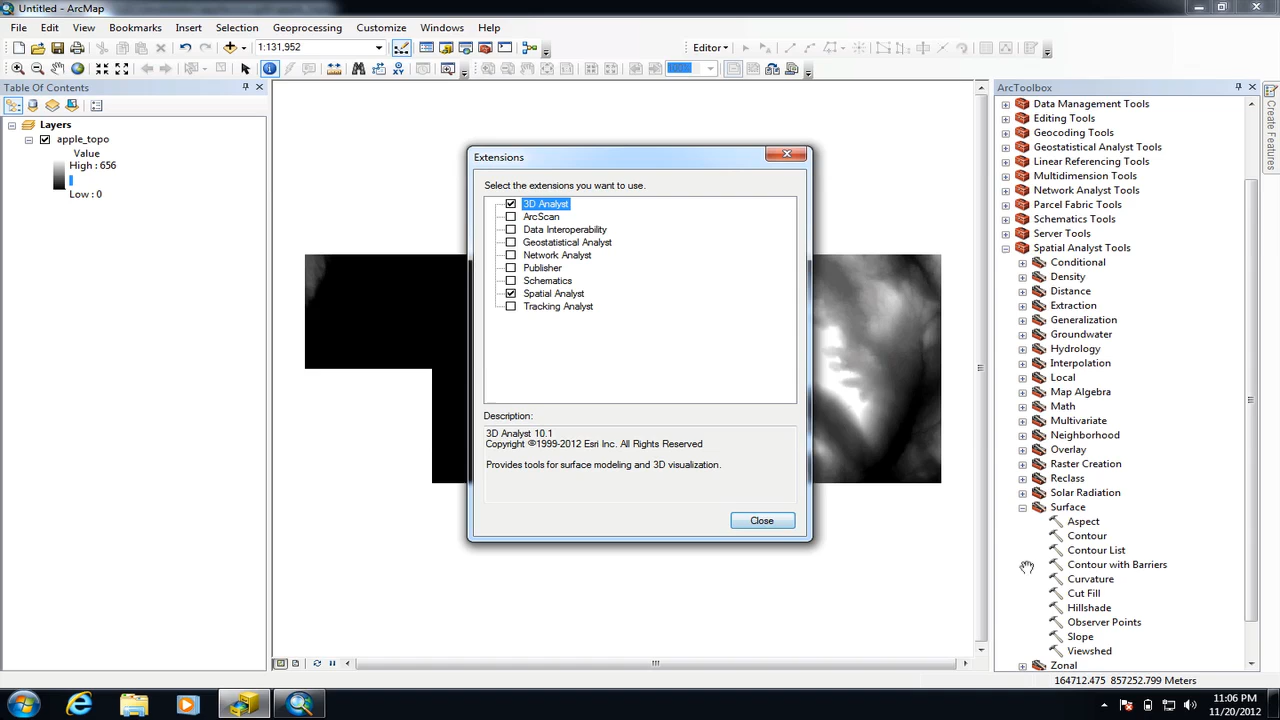 Untitled - ArcMap
File Edit View Bookmarks Insert Selection Geoprocessing Customize Windows Help
1:131,952
Editor
Table Of Contents
Layers
apple_topo
Value
High : 656
Low : 0
Extensions
Select the extensions you want to use.
3D Analyst
ArcScan
Data Interoperability
Geostatistical Analyst
Network Analyst
Publisher
Schematics
Spatial Analyst
Tracking Analyst
Description:
3D Analyst 10.1
Copyright ©1999-2012 Esri Inc. All Rights Reserved
Provides tools for surface modeling and 3D visualization.
Close
ArcToolbox
Data Management Tools
Editing Tools
Geocoding Tools
Geostatistical Analyst Tools
Linear Referencing Tools
Multidimension Tools
Network Analyst Tools
Parcel Fabric Tools
Schematics Tools
Server Tools
Spatial Analyst Tools
Conditional
Density
Distance
Extraction
Generalization
Groundwater
Hydrology
Interpolation
Local
Map Algebra
Math
Multivariate
Neighborhood
Overlay
Raster Creation
Reclass
Solar Radiation
Surface
Aspect
Contour
Contour List
Contour with Barriers
Curvature
Cut Fill
Hillshade
Observer Points
Slope
Viewshed
Zonal
Create Features
164712.475 857252.799 Meters
11:06 PM
11/20/2012